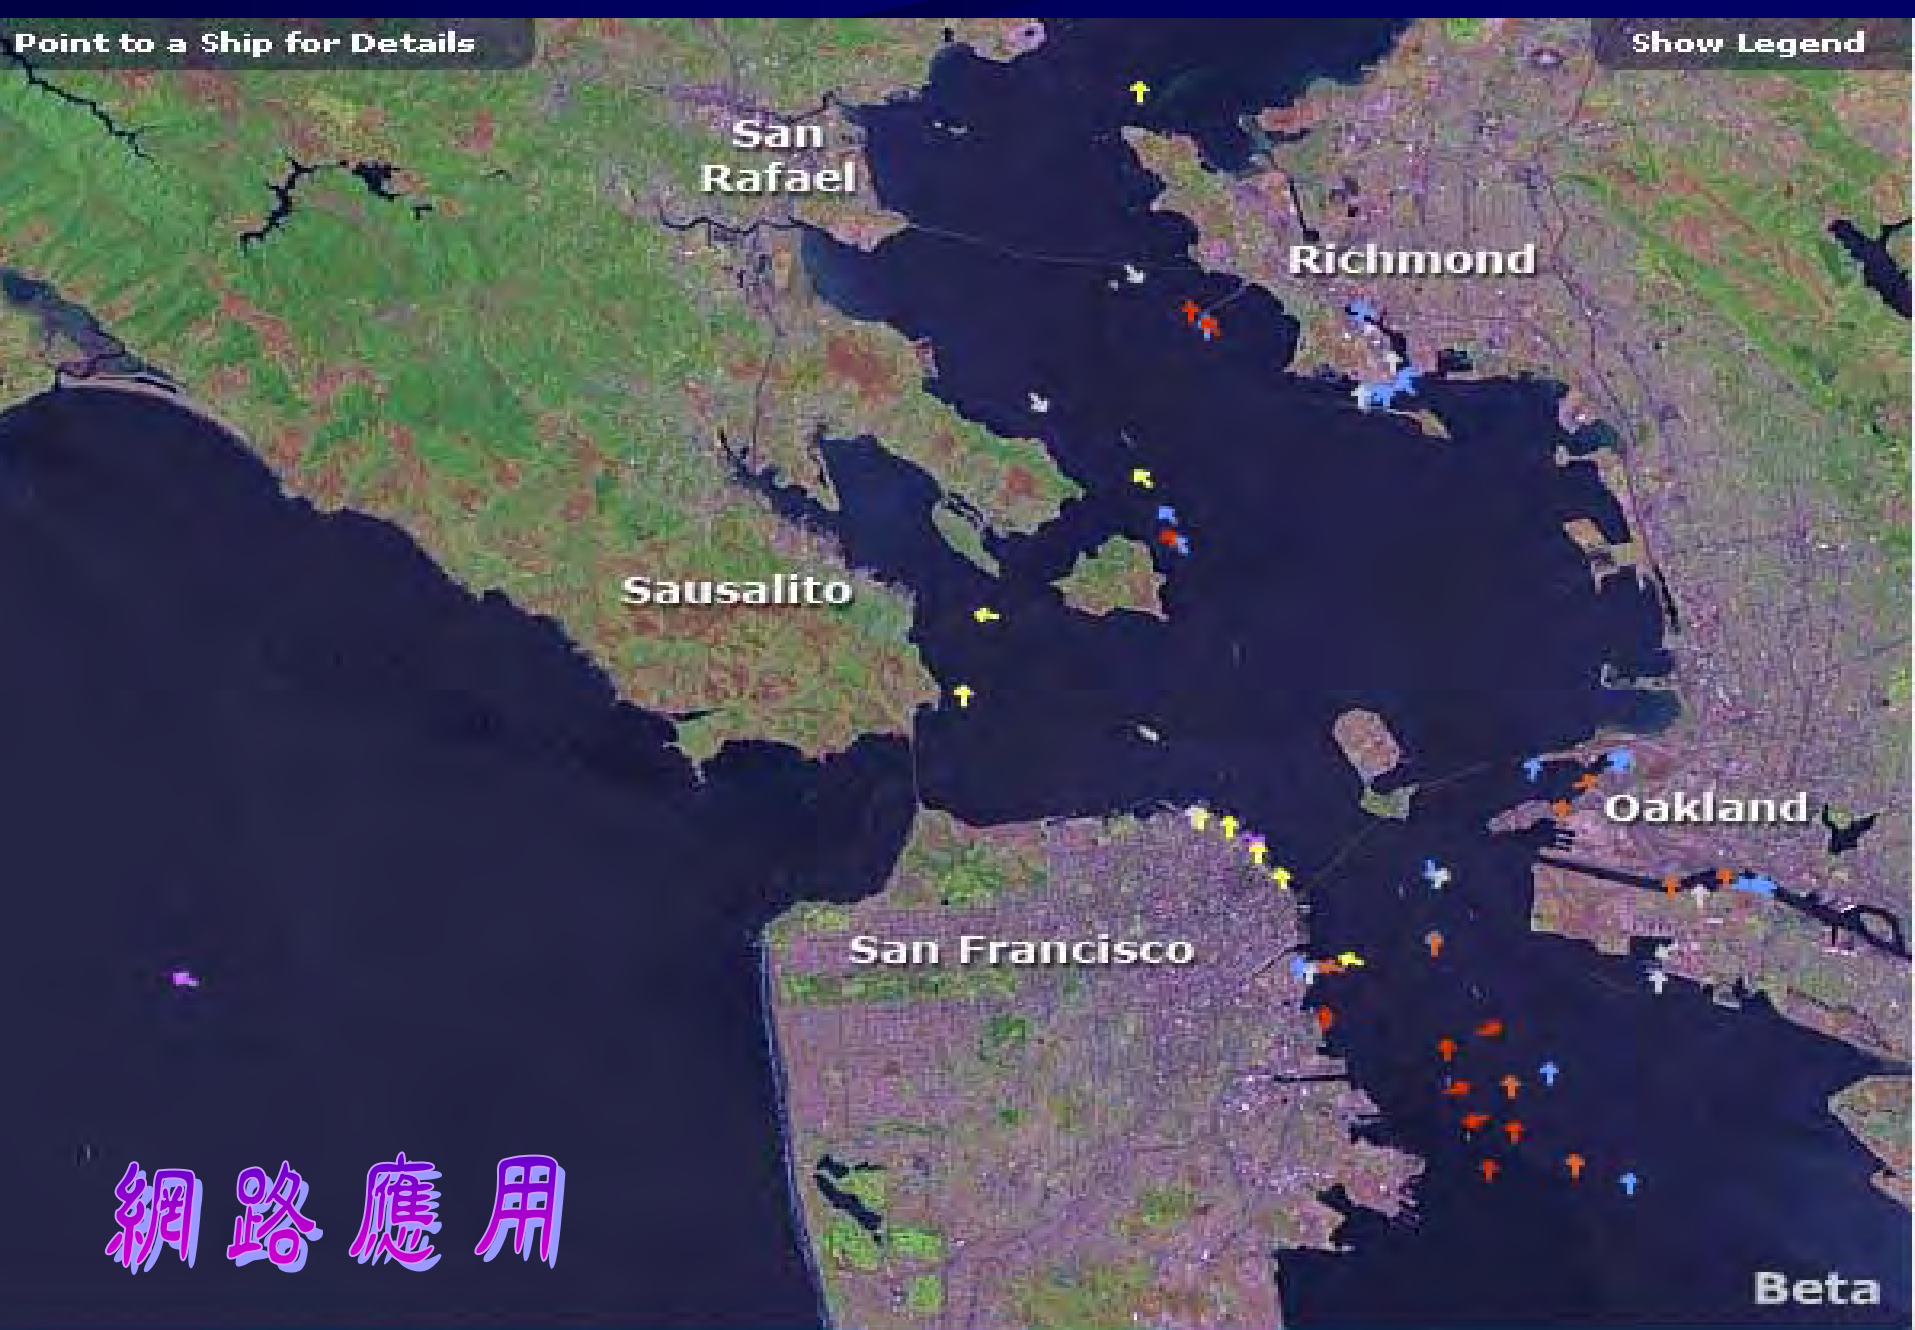 Point to a Ship for Details
Show Legend
San
Rafael
Richmond
Sausalito
Oakland
San Francisco
網路應用
Beta